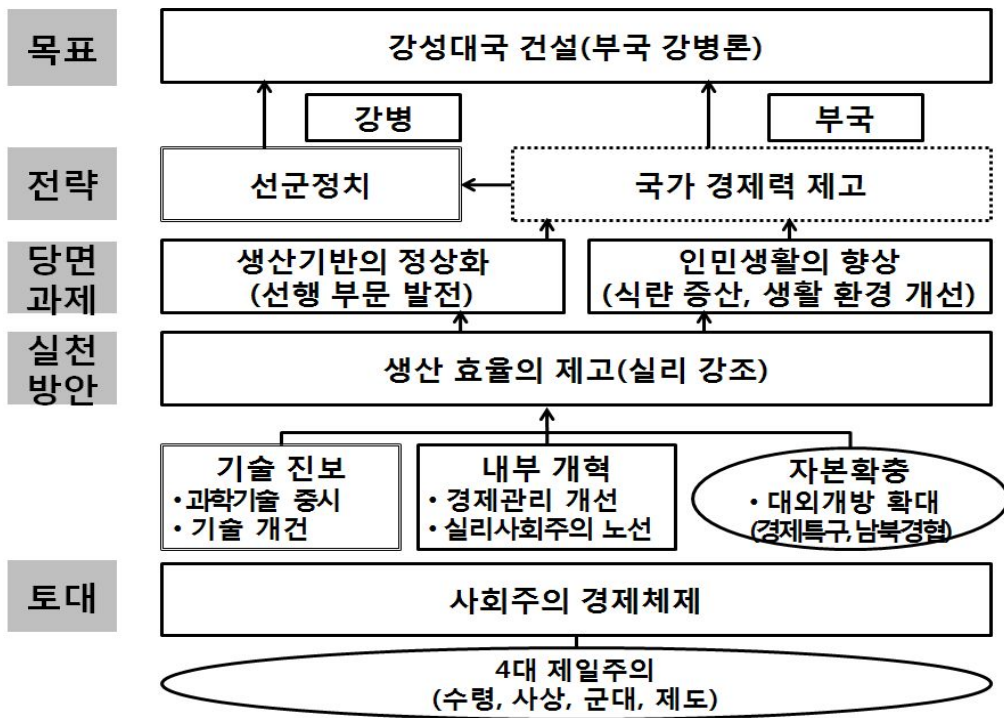 목표
강성대국 건설(부국 강병론)
강병
부국
전략
선군정치
국가 경제력 제고
당면
과제
생산기반의 정상화
(선행 부문 발전)
인민생활의 향상
(식량 증산, 생활 환경 개선)
실천
방안
생산 효율의 제고(실리 강조)
기술 진보
• 과학기술 중시
• 기술 개건
내부 개혁
• 경제관리 개선
• 실리사회주의 노선
자본확충
• 대외개방 확대
(경제특구, 남북경협)
토대
사회주의 경제체제
4대 제일주의
(수령, 사상, 군대, 제도)